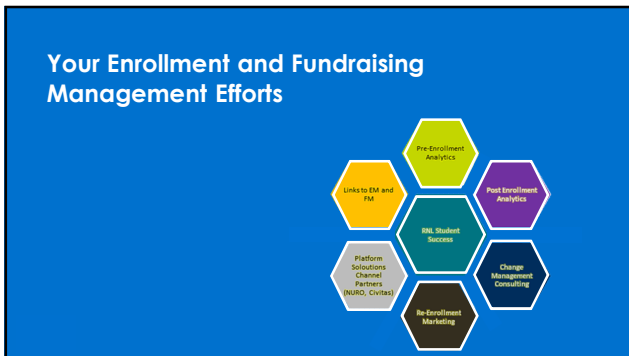 Your Enrollment and Fundraising
Management Efforts
Pre-Enrollment
Analytics
Links to EM and
FM
Post Enrollment
Analytics
RNL Student
Success
Platform
Soloutions
Channel
Partners
(NURO, Civitas)
Change
Management
Consulting
Re-Enrollment
Marketing